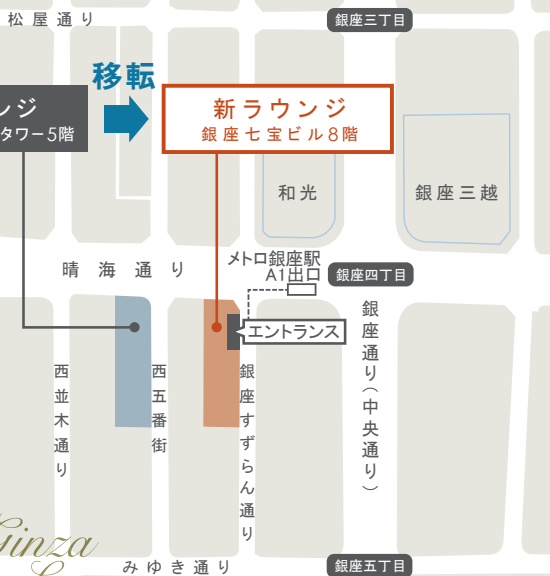 松屋通り
銀座三丁目
移転
ンジ
タワー5階
新ラウンジ
銀座七宝ビル8階
和光
銀座三越
晴海通り
メトロ銀座駅
A1出口
銀座四丁目
エントランス
西並木通り
西五番街
銀座すずらん通り
銀座通り(中央通り)
Ginza
みゆき通り
銀座五丁目